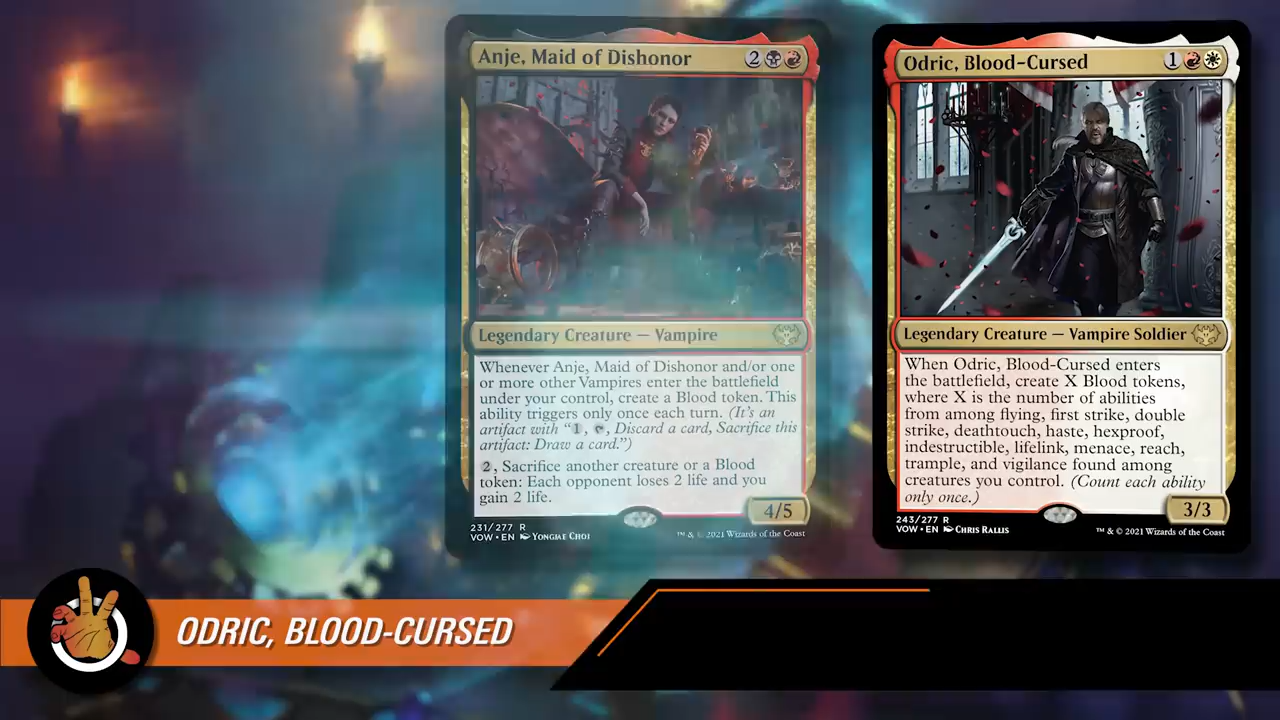 Anje, Maid of Dishonor 2
Legendary Creature — Vampire
Whenever Anje, Maid of Dishonor and/or one
or more other Vampires enter the battlefield
under your control, create a Blood token. This
ability triggers only once each turn. (It's an
artifact with "1, , Discard a card, Sacrifice this
artifact: Draw a card.")
2, Sacrifice another creature or a Blood
token: Each opponent loses 2 life and you
gain 2 life.
4/5
231/277 R
VOW • EN Yongjae Choi
™ & © 2021 Wizards of the Coast
Odric, Blood-Cursed 1
Legendary Creature — Vampire Soldier
When Odric, Blood-Cursed enters
the battlefield, create X Blood tokens,
where X is the number of abilities
from among flying, first strike, double
strike, deathtouch, haste, hexproof,
indestructible, lifelink, menace, reach,
trample, and vigilance found among
creatures you control. (Count each ability
only once.)
3/3
243/277 R
VOW • EN Chris Rallis
™ & © 2021 Wizards of the Coast
ODRIC, BLOOD-CURSED